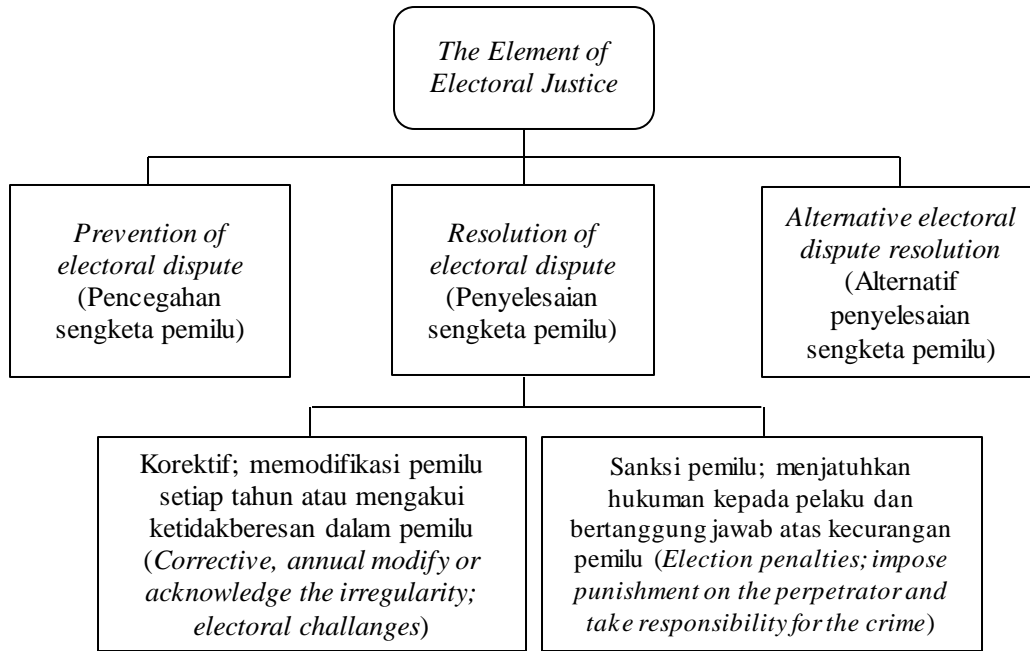 The Element of
Electoral Justice
Prevention of
electoral dispute
(Pencegahan
sengketa pemilu)
Resolution of
electoral dispute
(Penyelesaian
sengketa pemilu)
Alternative electoral
dispute resolution
(Alternatif
penyelesaian
sengketa pemilu)
Korektif; memodifikasi pemilu
setiap tahun atau mengakui
ketidakberesan dalam pemilu
(Corrective, annual modify or
acknowledge the irregularity;
electoral challanges)
Sanksi pemilu; menjatuhkan
hukuman kepada pelaku dan
bertanggung jawab atas kecurangan
pemilu (Election penalties; impose
punishment on the perpetrator and
take responsibility for the crime)